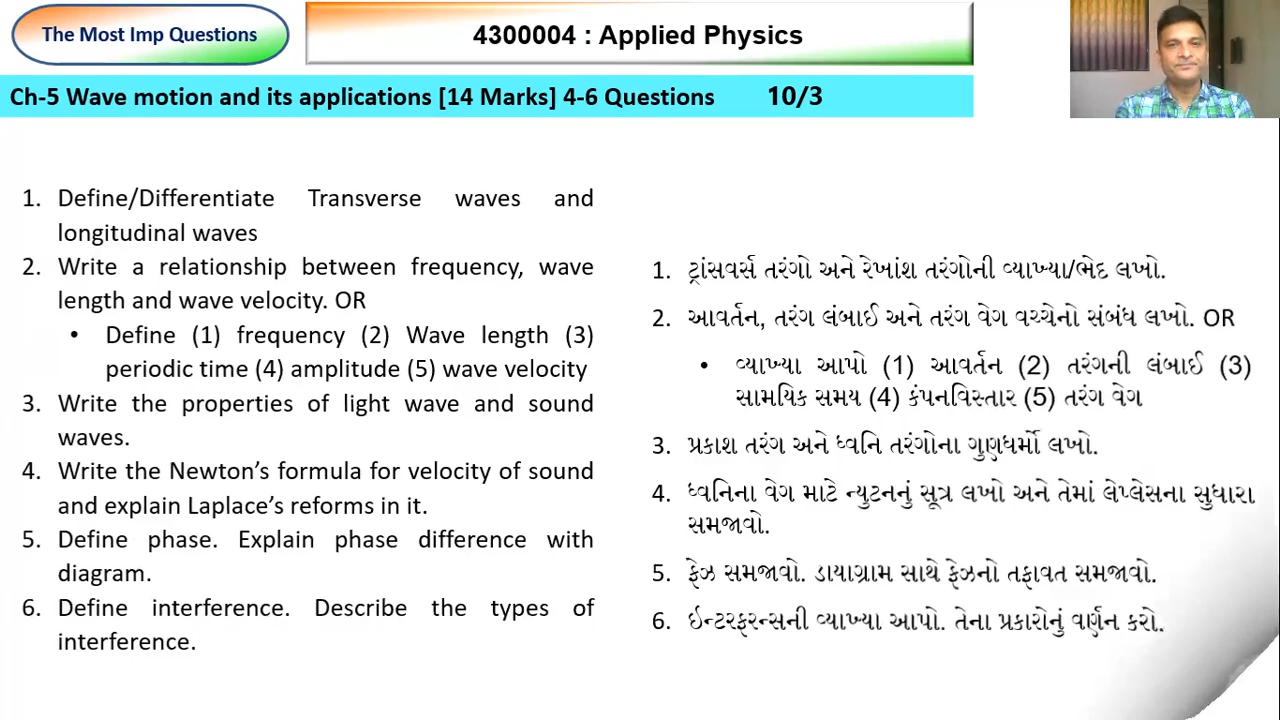 The Most Imp Questions
4300004 : Applied Physics
Ch-5 Wave motion and its applications [14 Marks] 4-6 Questions 10/3
1. Define/Differentiate Transverse waves and
longitudinal waves
2. Write a relationship between frequency, wave
length and wave velocity. OR
• Define (1) frequency (2) Wave length (3)
periodic time (4) amplitude (5) wave velocity
3. Write the properties of light wave and sound
waves.
4. Write the Newton’s formula for velocity of sound
and explain Laplace’s reforms in it.
5. Define phase. Explain phase difference with
diagram.
6. Define interference. Describe the types of
interference.
1. ટ્રાંસવર્સ તરંગો અને રેખાંશ તરંગોની વ્યાખ્યા/ભેદ લખો.
2. આવર્તન, તરંગ લંબાઈ અને તરંગ વેગ વચ્ચેનો સંબંધ લખો. OR
• વ્યાખ્યા આપો (1) આવર્તન (2) તરંગની લંબાઈ (3)
સામયિક સમય (4) કંપનવિસ્તાર (5) તરંગ વેગ
3. પ્રકાશ તરંગ અને ધ્વનિ તરંગોના ગુણધર્મો લખો.
4. ધ્વનિના વેગ માટે ન્યુટનનું સૂત્ર લખો અને તેમાં લેપ્લેસના સુધારા
સમજાવો.
5. ફેઝ સમજાવો. ડાયાગ્રામ સાથે ફેઝનો તફાવત સમજાવો.
6. ઇન્ટરફરન્સની વ્યાખ્યા આપો. તેના પ્રકારોનું વર્ણન કરો.